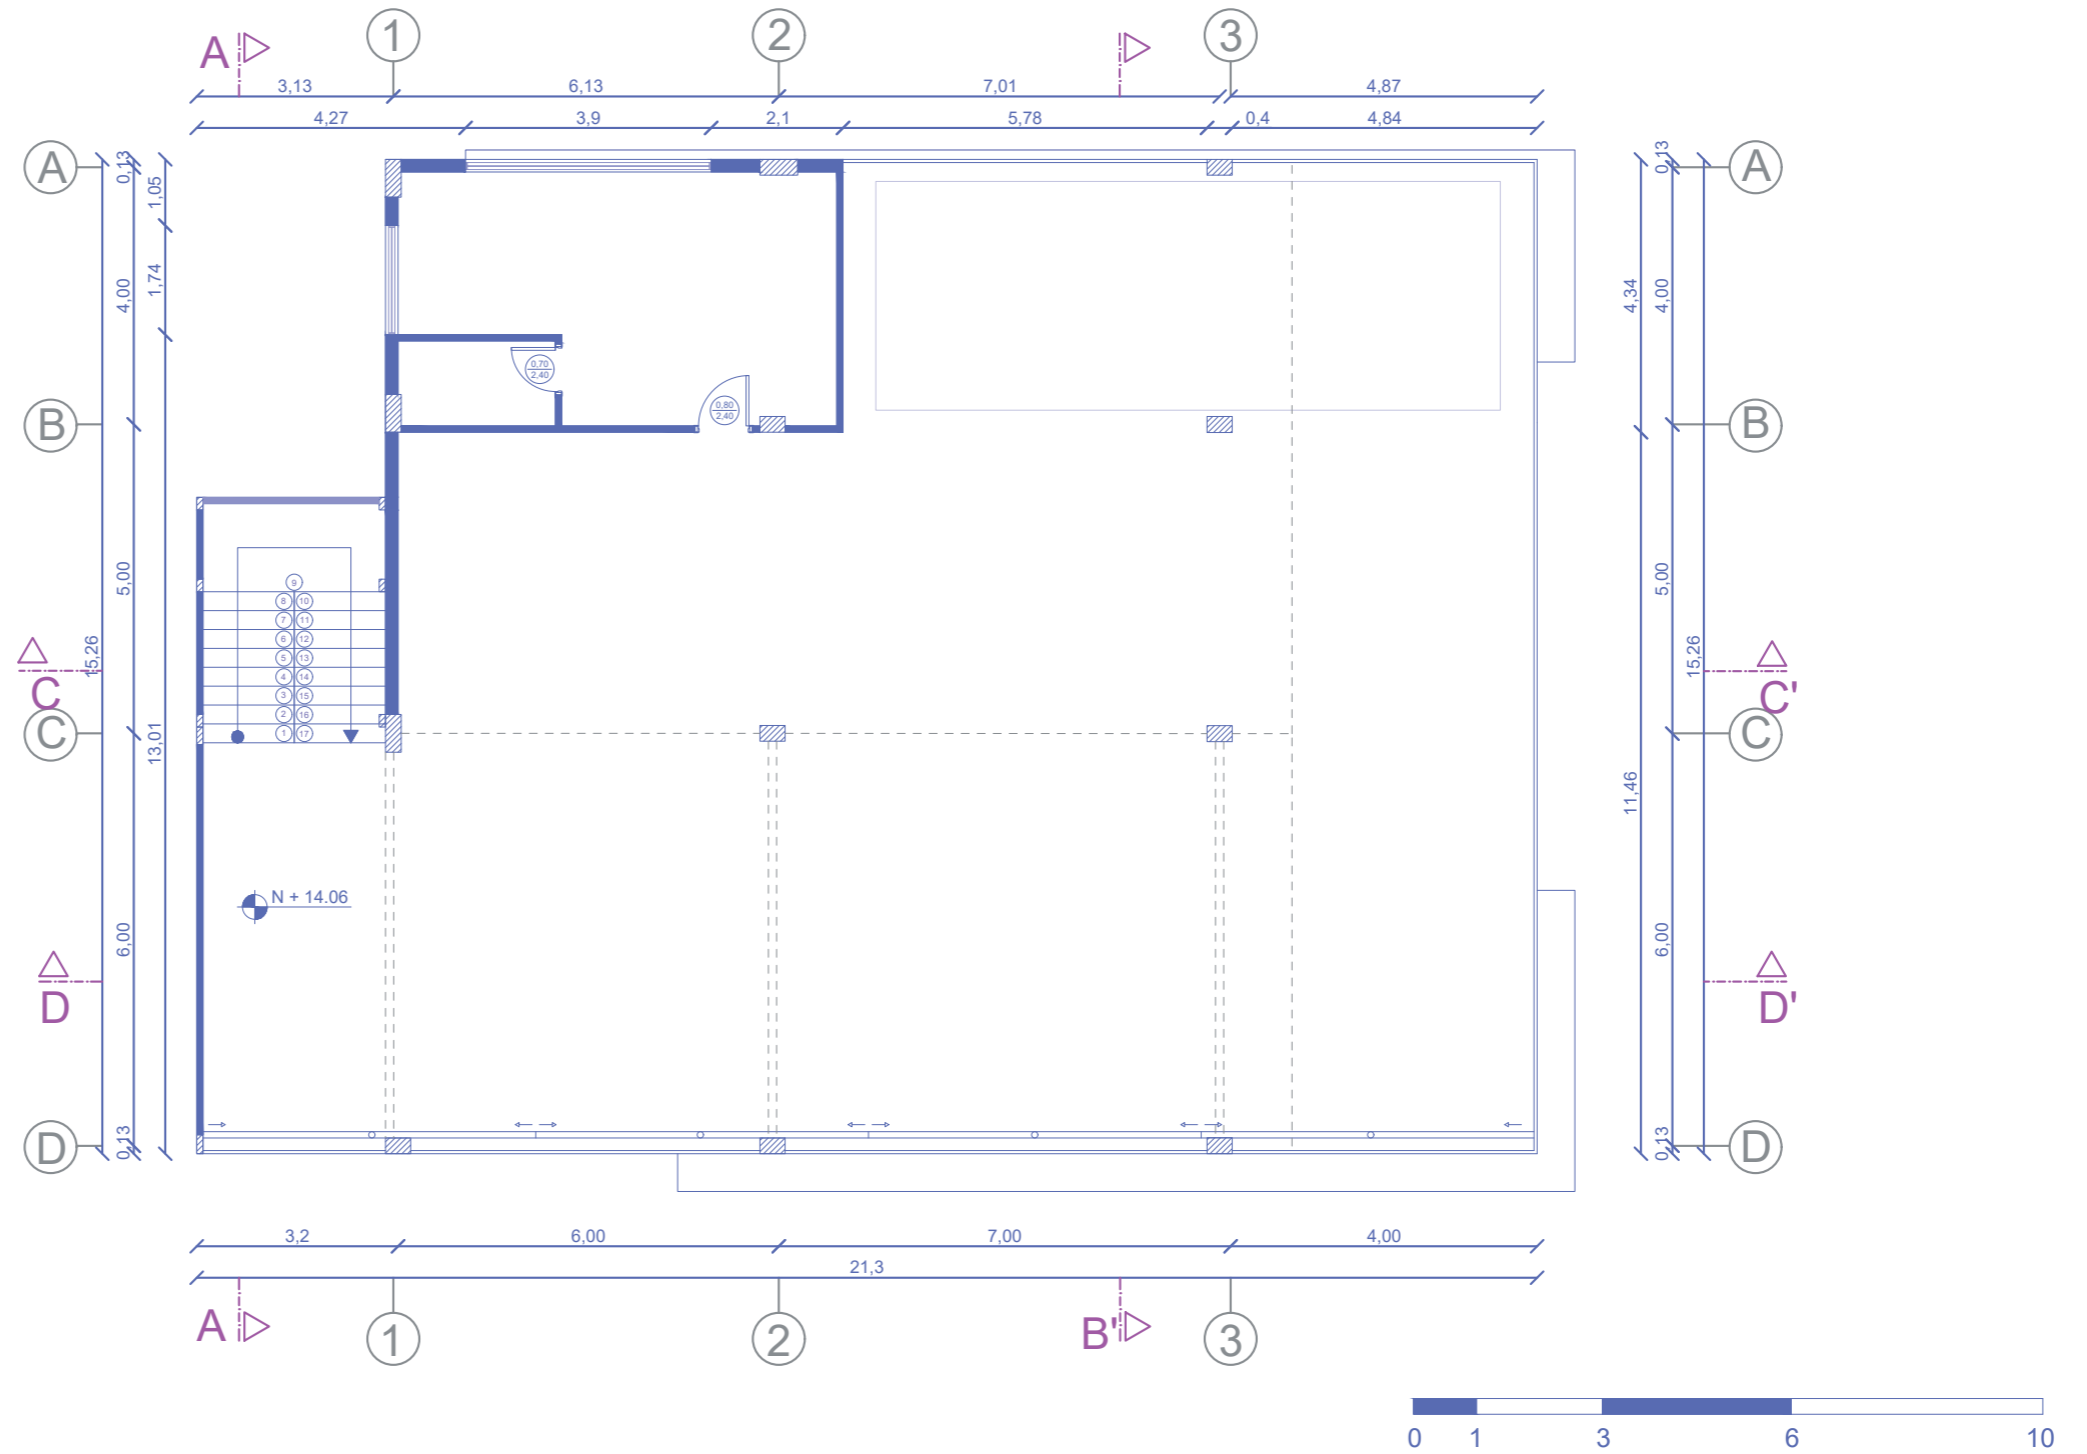 1 2 3
A
3,13 6,13 7,01 4,87
4,27 3,9 2,1 5,78 0,4 4,84
A A
0,13 1,05 0,13
4,00 1,74 4,34 4,00
0,70
2,40
0,80
2,40
B B
5,00 5,00
9
8 10
7 11
6 12
5 13
4 14
3 15
2 16
1 17
15,26 15,26
C C'
C C
13,01 11,46
N + 14.06
6,00 6,00
D D'
0,13 0,13
D D
3,2 6,00 7,00 4,00
21,3
A B'
1 2 3
0 1 3 6 10